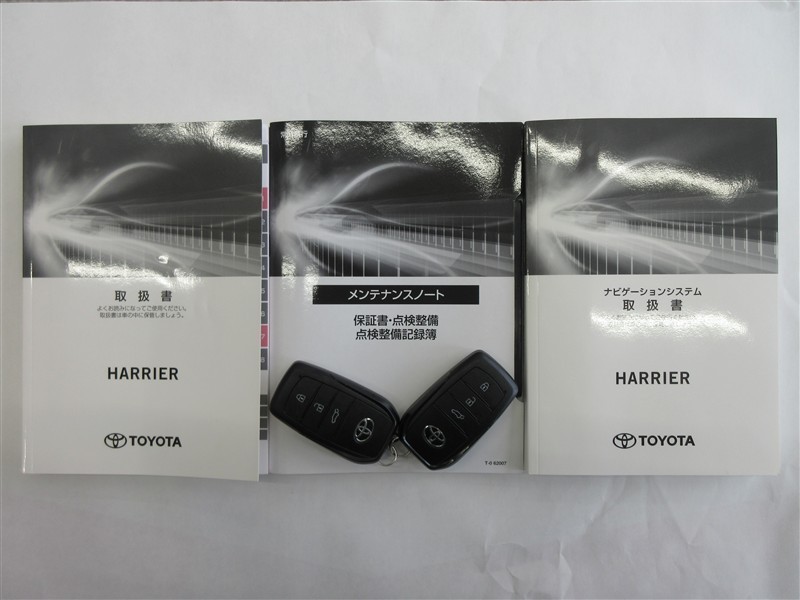 取扱書
よくお読みになってご使用ください。
取扱書は車の中に保管しましょう。
HARRIER
TOYOTA
メンテナンスノート
保証書・点検整備
点検整備記録簿
ナビゲーションシステム
取扱書
HARRIER
TOYOTA